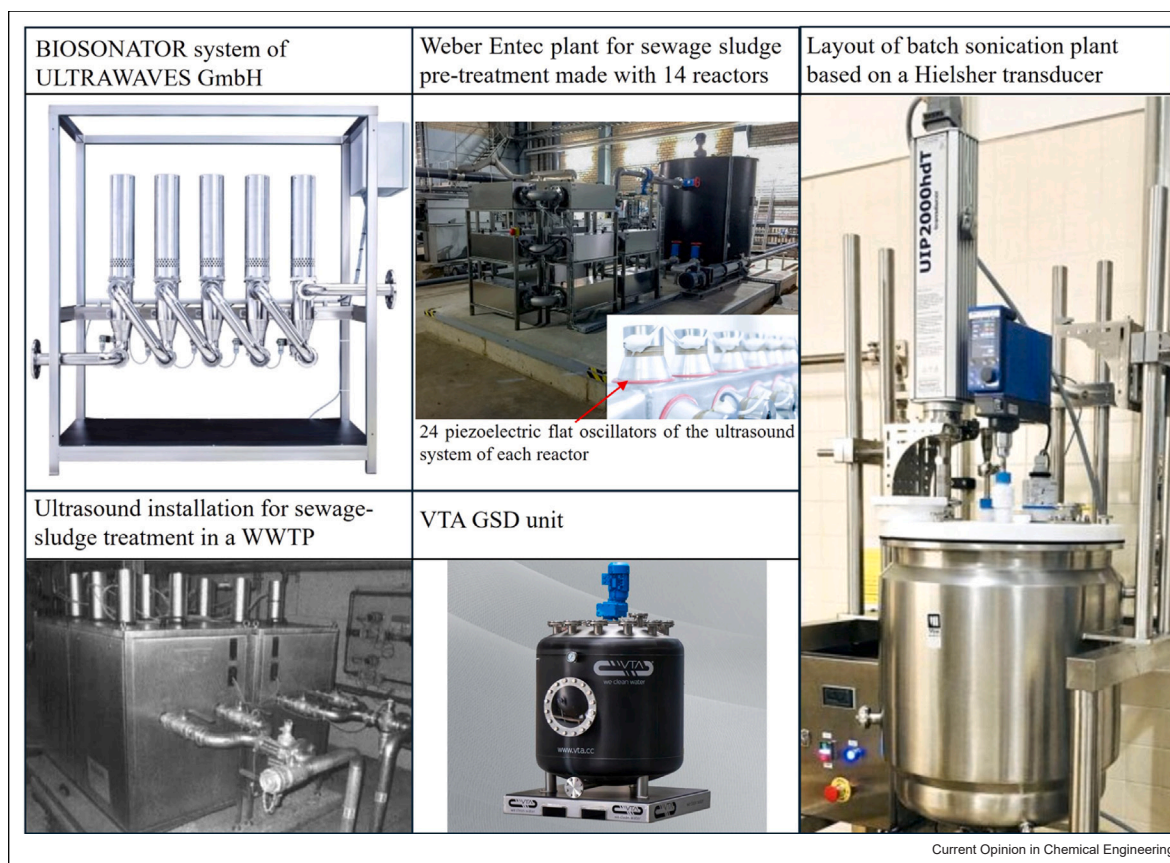 BIOSONATOR system of
ULTRAWAVES GmbH
Weber Entec plant for sewage sludge
pre-treatment made with 14 reactors
Layout of batch sonication plant
based on a Hielsher transducer
UIP2000hdT
24 piezoelectric flat oscillators of the ultrasound
system of each reactor
Ultrasound installation for sewage-
sludge treatment in a WWTP
VTA GSD unit
VTA
we clean water
www.vta.cc
VTA
Current Opinion in Chemical Engineering